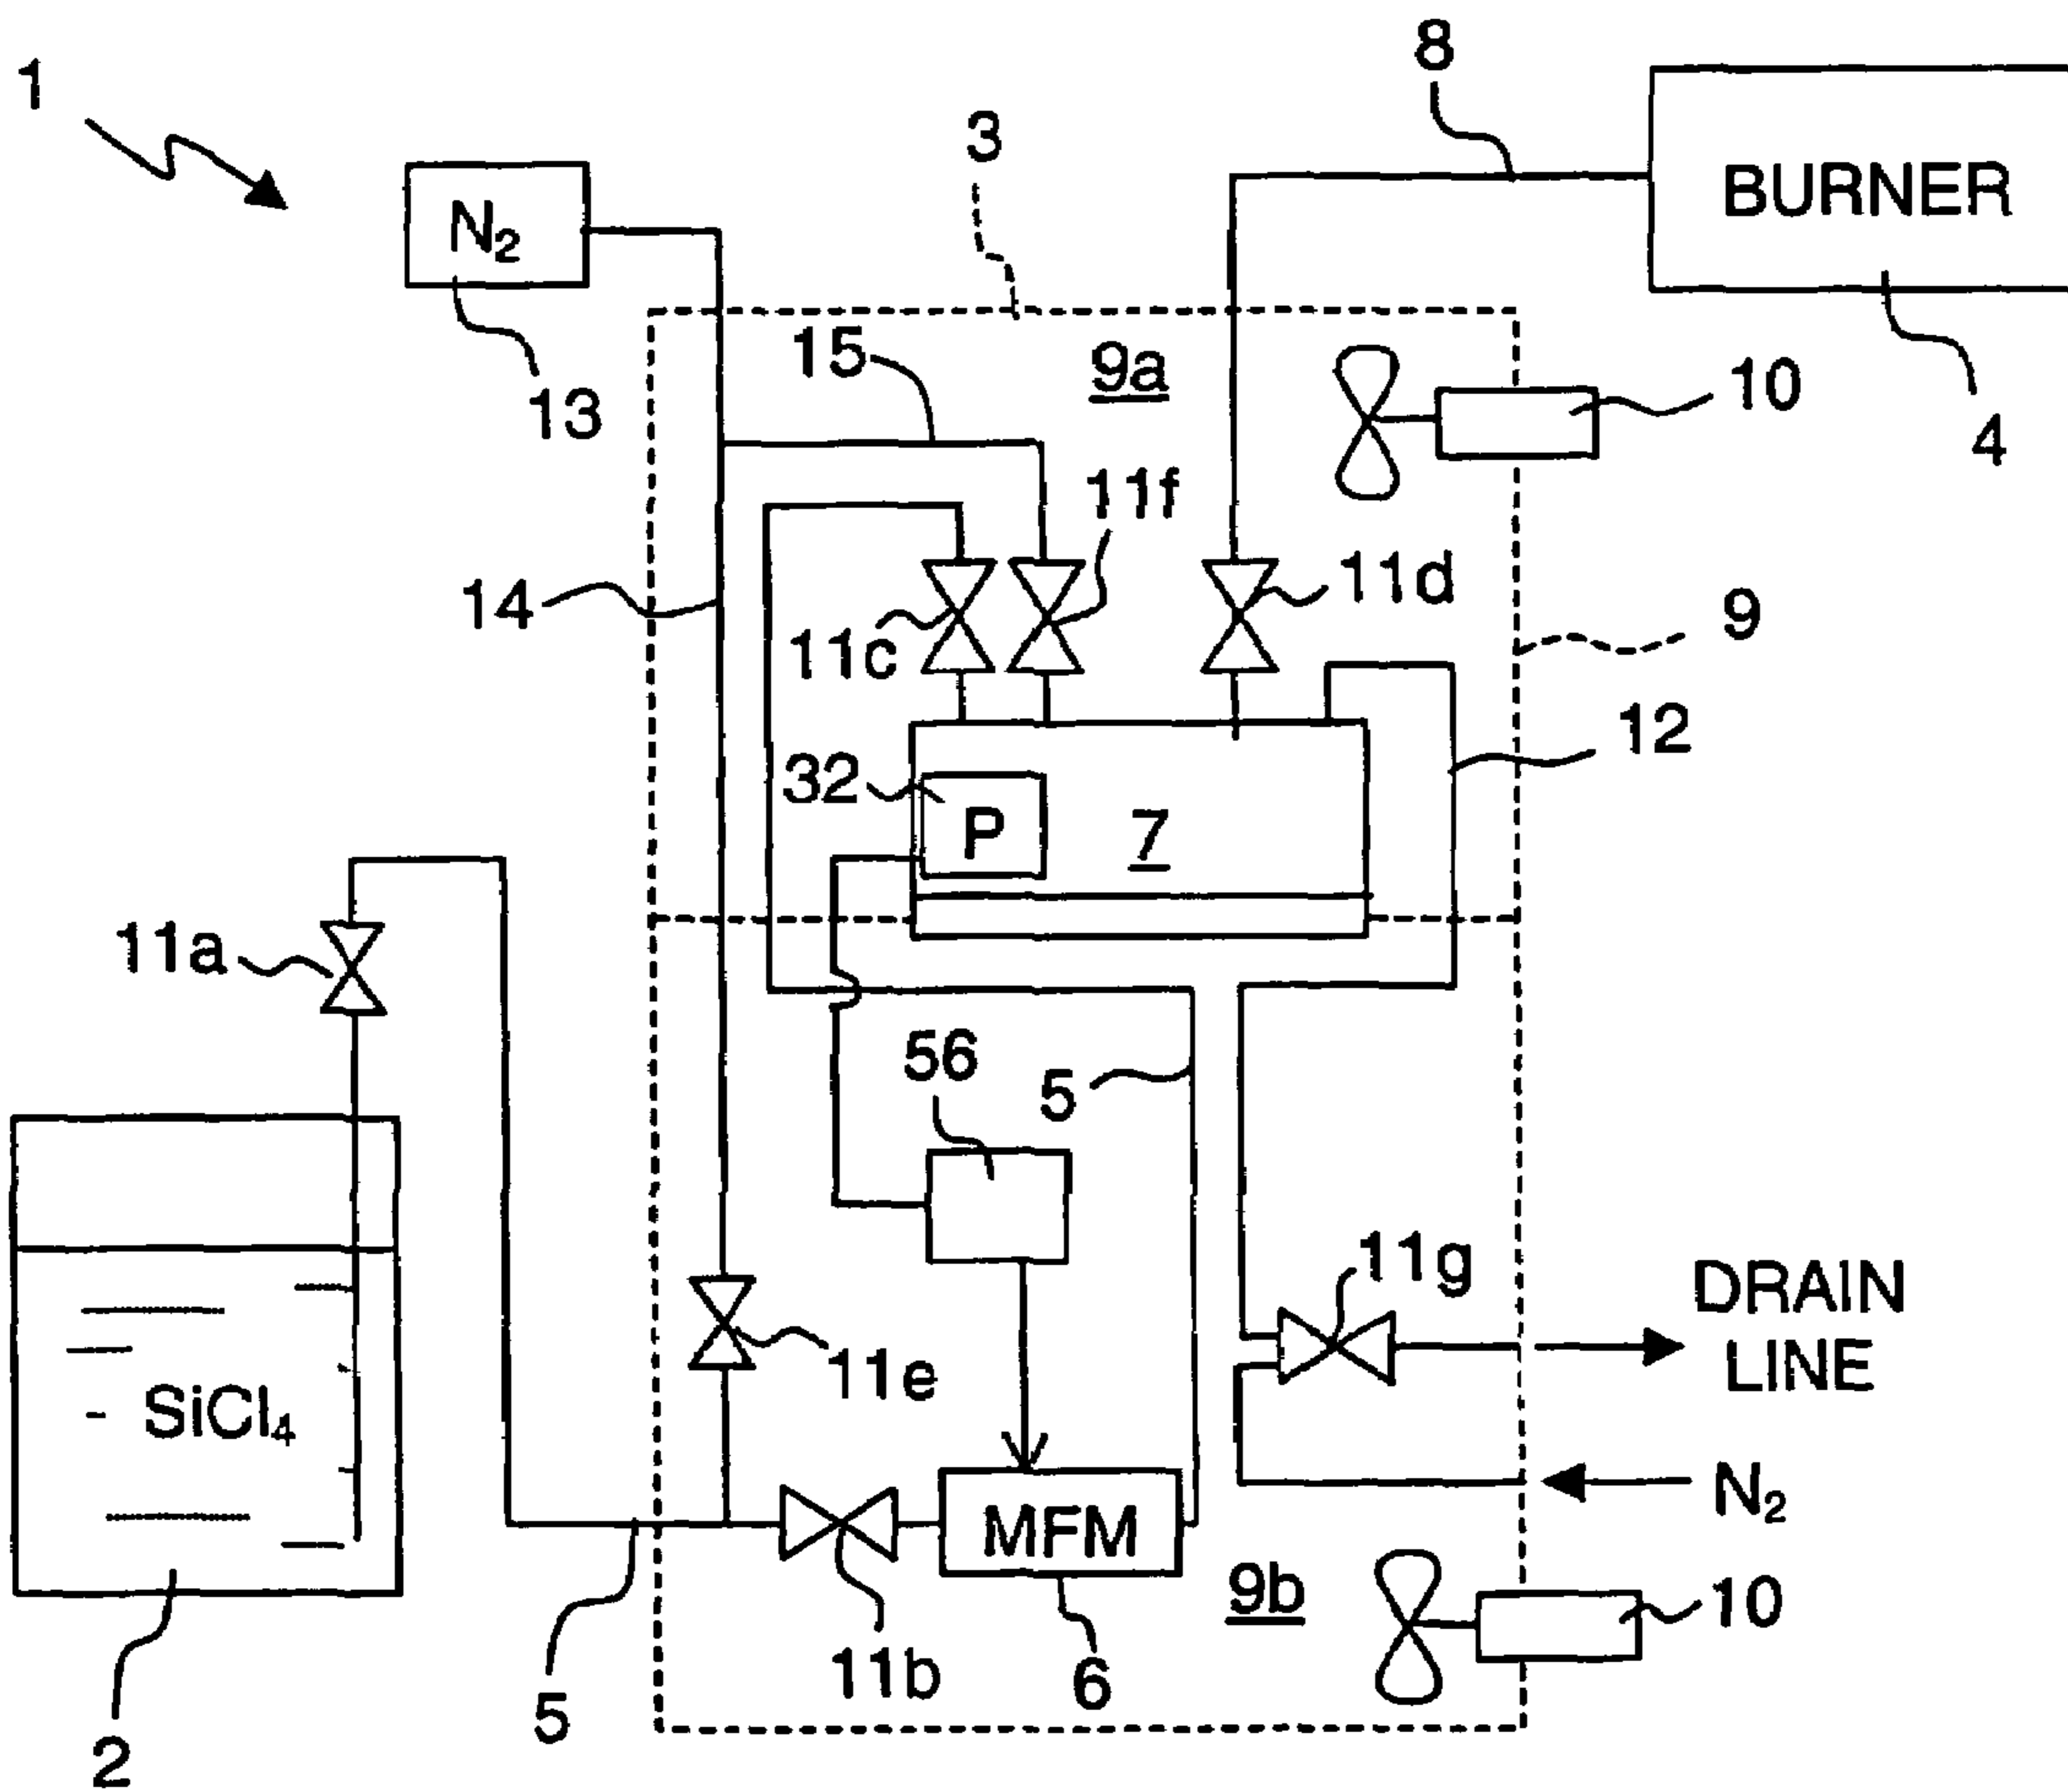 8
1
3
BURNER
N₂
15
9a
10
13
4
11f
14
11d
11c
9
12
32
P
7
11a
56
5
11g
DRAIN
LINE
11e
- SiCl₄
N₂
MFM
9b
10
11b
6
5
2